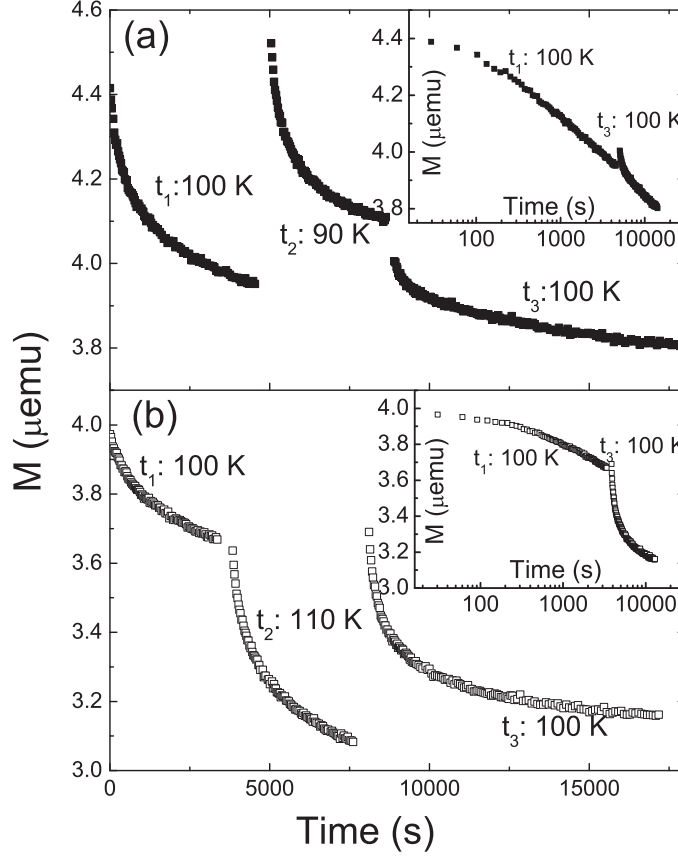 4.6
(a)
4.4
4.2
4.0
3.8
t1:100 K
t2: 90 K
t3:100 K
4.4
4.2
4.0
3.8
M (μemu)
t1: 100 K
t3: 100 K
Time (s)
100
1000
10000
M (μemu)
(b)
4.0
3.8
3.6
3.4
3.2
3.0
t1: 100 K
t2: 110 K
t3: 100 K
4.0
3.8
3.6
3.4
3.2
3.0
M (μemu)
t1: 100 K
t3: 100 K
Time (s)
100
1000
10000
0
5000
10000
15000
Time (s)